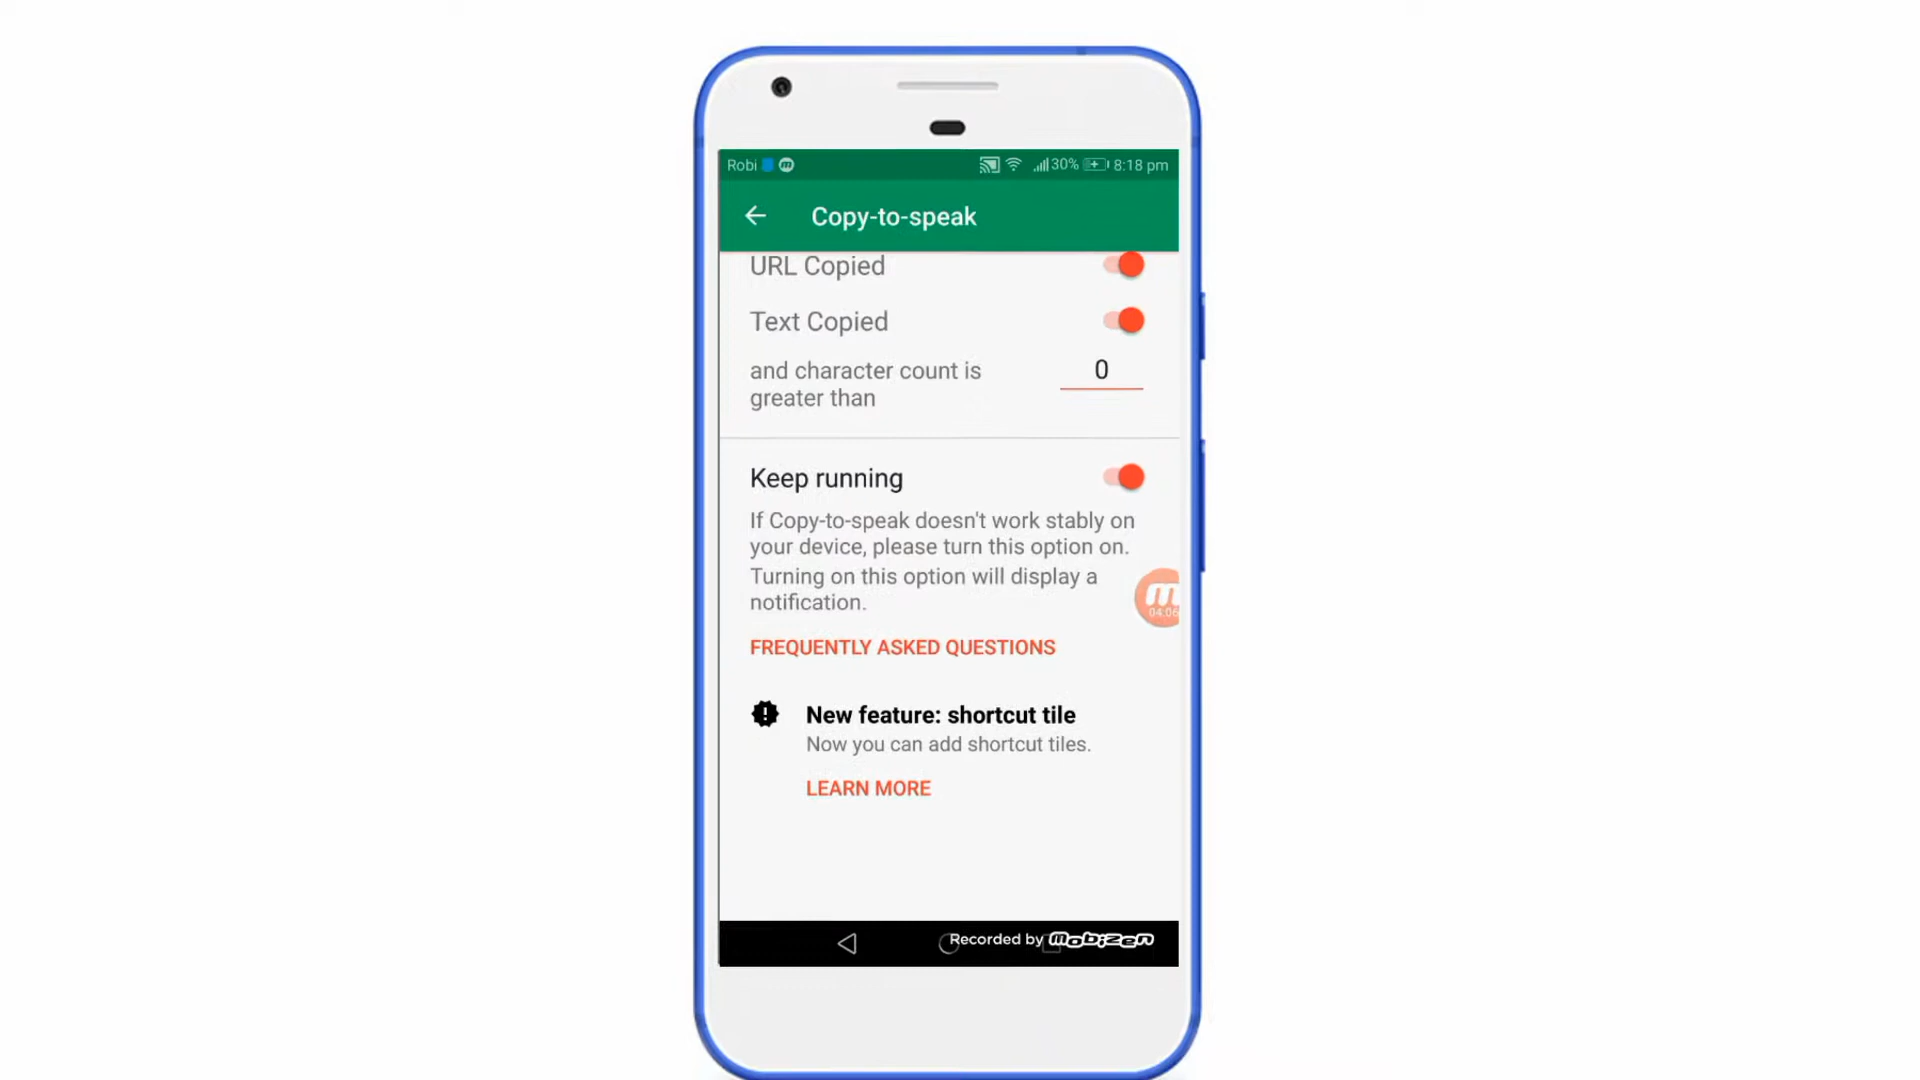 Robi 30% 8:18 pm
Copy-to-speak
URL Copied
Text Copied
and character count is 0
greater than
Keep running
If Copy-to-speak doesn't work stably on
your device, please turn this option on.
Turning on this option will display a
notification.
04:06
FREQUENTLY ASKED QUESTIONS
New feature: shortcut tile
Now you can add shortcut tiles.
LEARN MORE
Recorded by mobizen